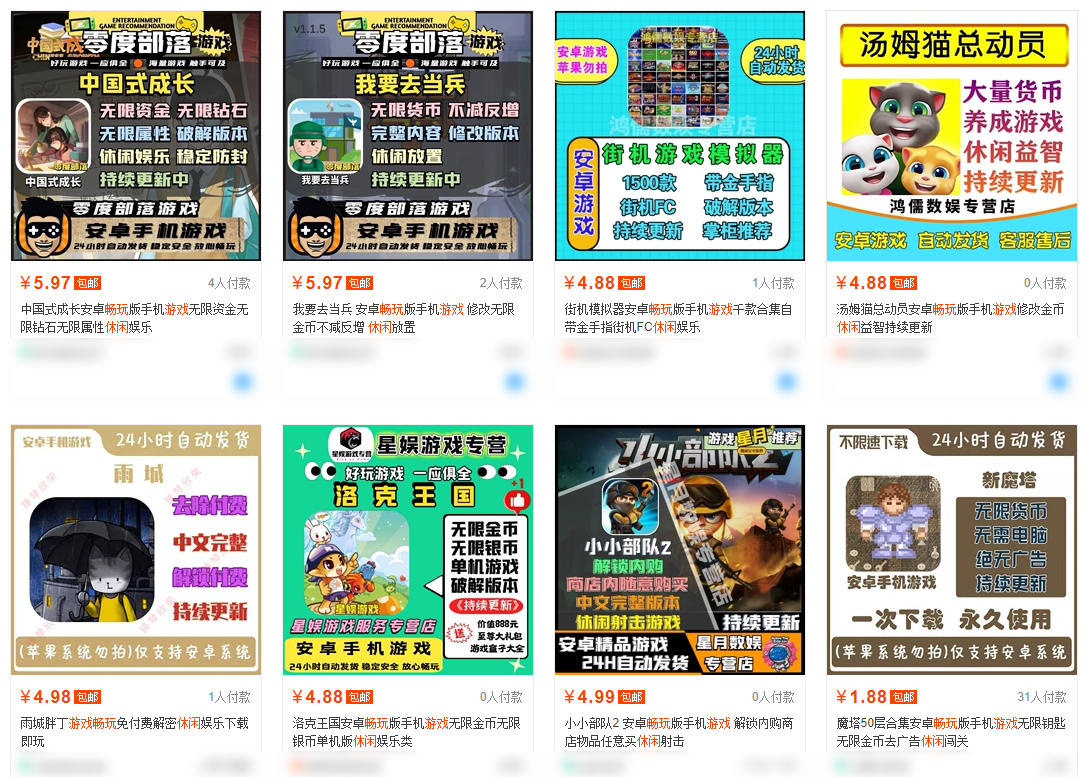 ENTERTAINMENT
GAME RECOMMENDATION
中国式成长
零度部落游戏
好玩游戏一应俱全 海量游戏 触手可及
中国式成长
无限资金 无限钻石
无限属性 破解版本
休闲娱乐 稳定防封
持续更新中
零度部落
中国式成长
零度部落游戏
安卓手机游戏
24小时自动发货 稳定安全 放心畅玩
¥5.97 包邮 4人付款
中国式成长安卓畅玩版手机游戏无限资金无
限钻石无限属性休闲娱乐
ENTERTAINMENT
GAME RECOMMENDATION
v1.1.5
零度部落游戏
好玩游戏一应俱全 海量游戏 触手可及
我要去当兵
无限货币 不减反增
完整内容 修改版本
休闲放置
持续更新中
零度部落
我要去当兵
零度部落游戏
安卓手机游戏
24小时自动发货 稳定安全 放心畅玩
¥5.97 包邮 2人付款
我要去当兵 安卓畅玩版手机游戏 修改无限
金币不减反增 休闲放置
安卓游戏
苹果勿拍
24小时
自动发货
鸿儒数娱专营店
街机游戏模拟器
安卓游戏
1500款 带金手指
街机FC 破解版本
持续更新 掌柜推荐
¥4.88 包邮 1人付款
街机模拟器安卓畅玩版手机游戏千款合集自
带金手指街机FC休闲娱乐
汤姆猫总动员
大量货币
养成游戏
休闲益智
持续更新
鸿儒数娱专营店
安卓游戏 自动发货 客服售后
¥4.88 包邮 0人付款
汤姆猫总动员安卓畅玩版手机游戏修改金币
休闲益智持续更新
安卓手机游戏 24小时自动发货
雨城
去除付费
中文完整
解锁付费
持续更新
(苹果系统勿拍)仅支持安卓系统
¥4.98 包邮 1人付款
雨城胖丁游戏畅玩免付费解密休闲娱乐下载
即玩
星娱游戏专营
星娱游戏专营
好玩游戏 一应俱全
洛克王国
+1
无限金币
无限银币
单机游戏
破解版本
《持续更新》
星娱游戏
星娱游戏服务专营店
送
价值888元
至尊大礼包
游戏盒子大全
安卓手机游戏
24小时自动发货 稳定安全 放心畅玩
¥4.88 包邮 0人付款
洛克王国安卓畅玩版手机游戏无限金币无限
银币单机版休闲娱乐类
游戏星月推荐
小小部队2
2
星月数娱专营店
小小部队2
解锁内购
商店内随意购买
中文完整版本
休闲射击游戏
持续更新
安卓精品游戏
24H自动发货
星月数娱
专营店
¥4.99 包邮 0人付款
小小部队2 安卓畅玩版手机游戏 解锁内购商
店物品任意买休闲射击
不限速下载 24小时自动发货
新魔塔
无限货币
无需电脑
绝无广告
持续更新
安卓手机游戏
一次下载 永久使用
(苹果系统勿拍)仅支持安卓系统
¥1.88 包邮 31人付款
魔塔50层合集安卓畅玩版手机游戏无限钥匙
无限金币去广告休闲闯关